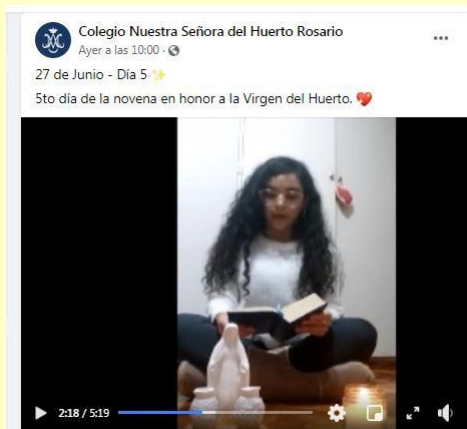 Colegio Nuestra Señora del Huerto Rosario
Ayer a las 10:00 ·
27 de Junio - Día 5 ✨
5to día de la novena en honor a la Virgen del Huerto. 💖
2:18 / 5:19